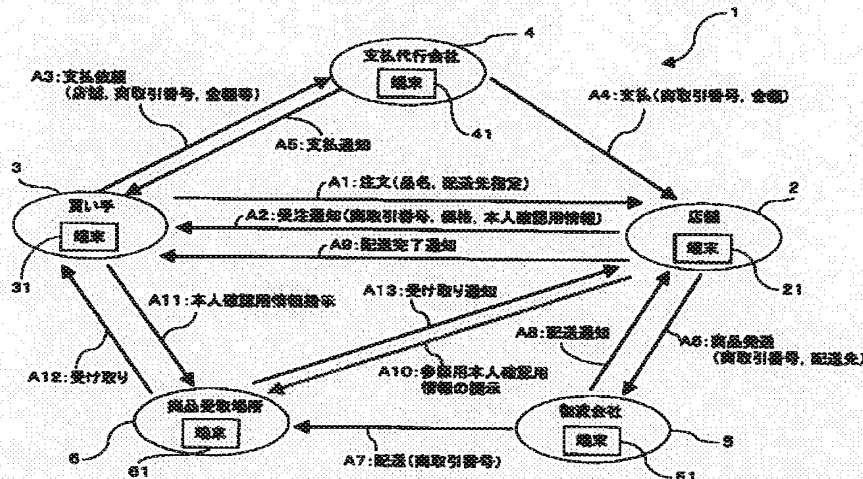 1
4
支払代行会社
端末
41
A3:支払依頼
(店舗, 商取引番号, 金額等)
A4:支払(商取引番号, 金額)
A5:支払通知
3
買い手
端末
31
A1:注文(品名, 配送先指定)
A2:受注通知(商取引番号, 価格, 本人確認用情報)
A9:配送完了通知
2
店舗
端末
21
A11:本人確認用情報提示
A13:受け取り通知
A8:配送通知
A6:商品発送
(商取引番号, 配送先)
A12:受け取り
A10:参照用本人確認用
情報の提示
商品受取場所
端末
6
61
A7:配送(商取引番号)
物流会社
端末
5
51